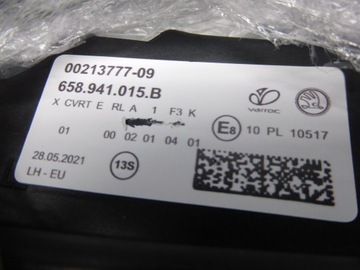 00213777-09
658.941.015.B
X CVRT E RL A 1 F3 K
varroc
01 00 02 01 04 01
E8 10 PL 10517
28.05.2021
13S
LH - EU